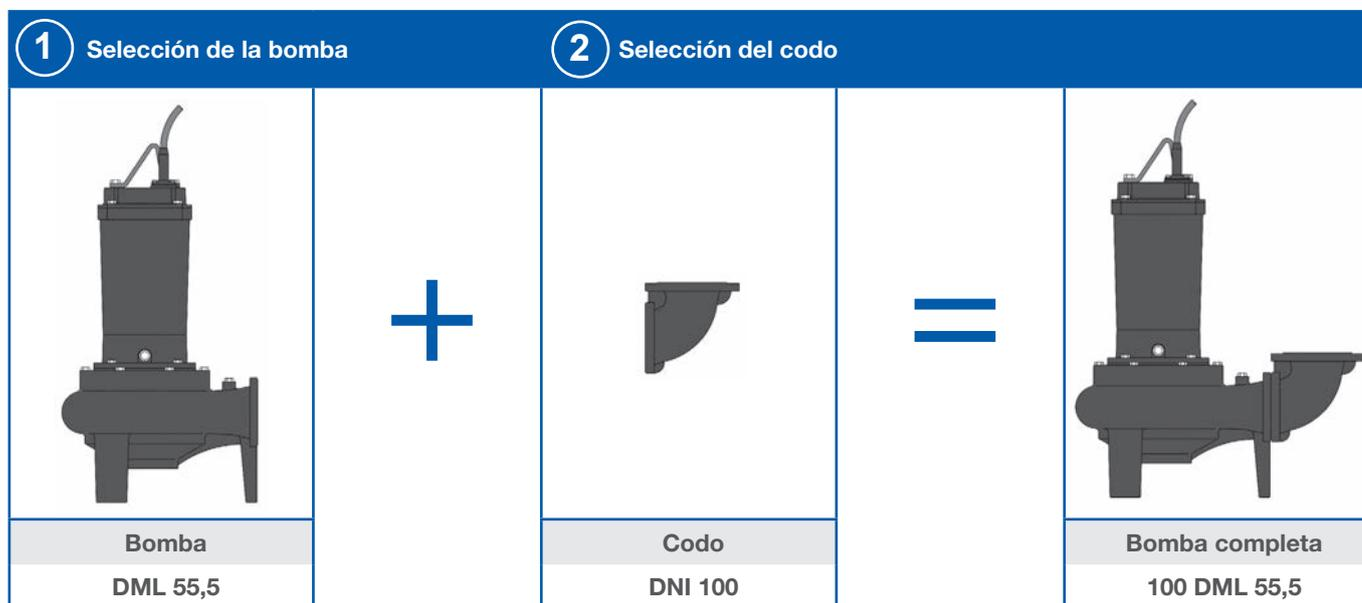 1 Selección de la bomba
2 Selección del codo
+
=
Bomba
Codo
Bomba completa
DML 55,5
DNI 100
100 DML 55,5